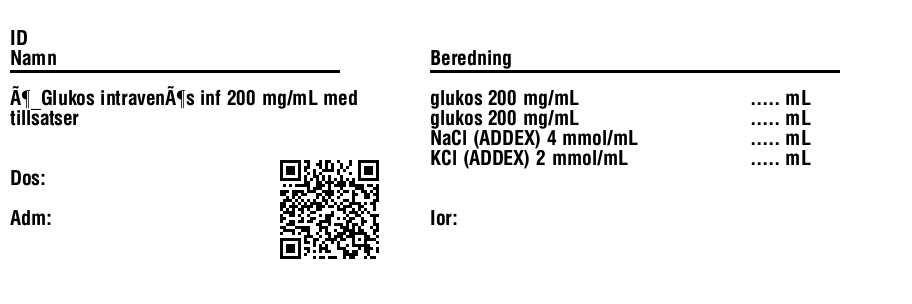 ID
Namn
Ã¶_Glukos intravenÃ¶s inf 200 mg/mL med
tillsatser
Dos:
Adm:
Beredning
glukos 200 mg/mL ..... mL
glukos 200 mg/mL ..... mL
NaCl (ADDEX) 4 mmol/mL ..... mL
KCl (ADDEX) 2 mmol/mL ..... mL
Ior: